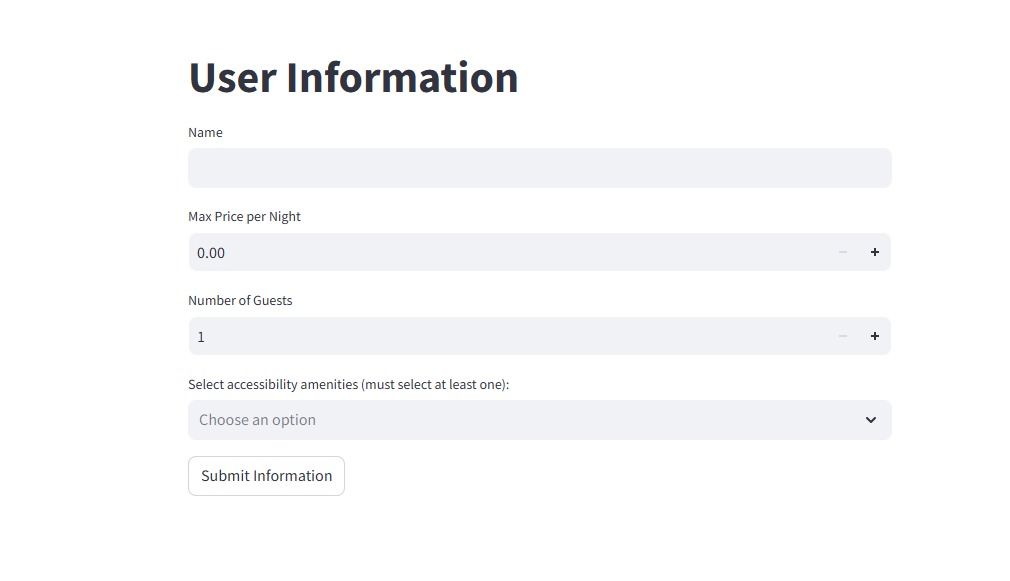 User Information
Name
Max Price per Night
0.00
Number of Guests
1
Select accessibility amenities (must select at least one):
Choose an option
Submit Information